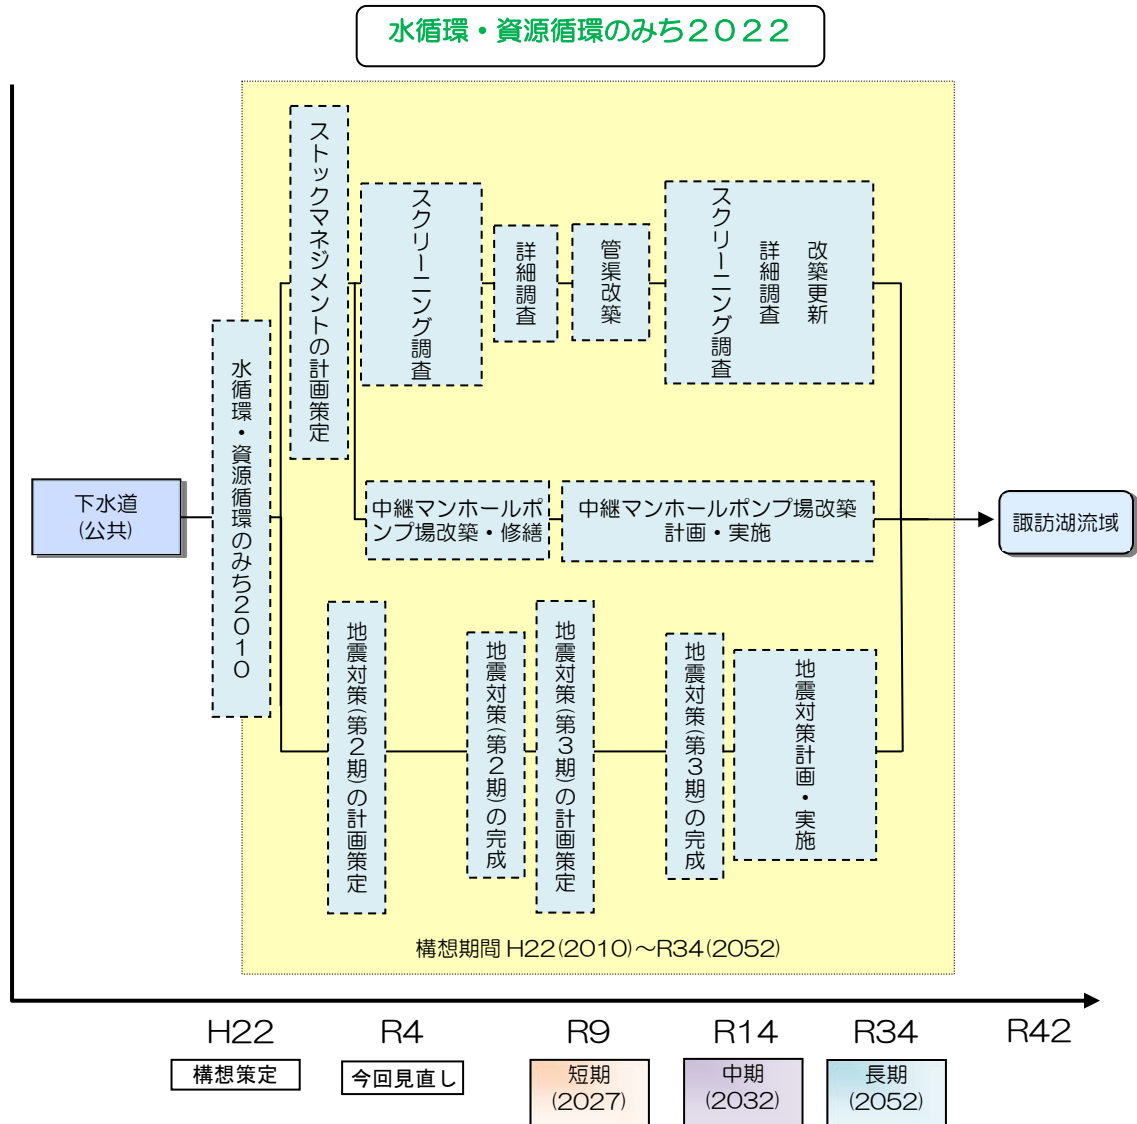 水循環・資源循環のみち２０２２
ストックマネジメントの計画策定
スクリーニング調査
詳細調査
管渠改築
スクリーニング調査
詳細調査
改築更新
水循環・資源循環のみち２０１０
下水道
(公共)
中継マンホールポ
ンプ場改築・修繕
中継マンホールポンプ場改築
計画・実施
諏訪湖流域
地震対策(第２期)の計画策定
地震対策(第２期)の完成
地震対策(第３期)の計画策定
地震対策(第３期)の完成
地震対策計画・実施
構想期間 H22(2010)～R34(2052)
H22
R4
R9
R14
R34
R42
構想策定
今回見直し
短期
(2027)
中期
(2032)
長期
(2052)